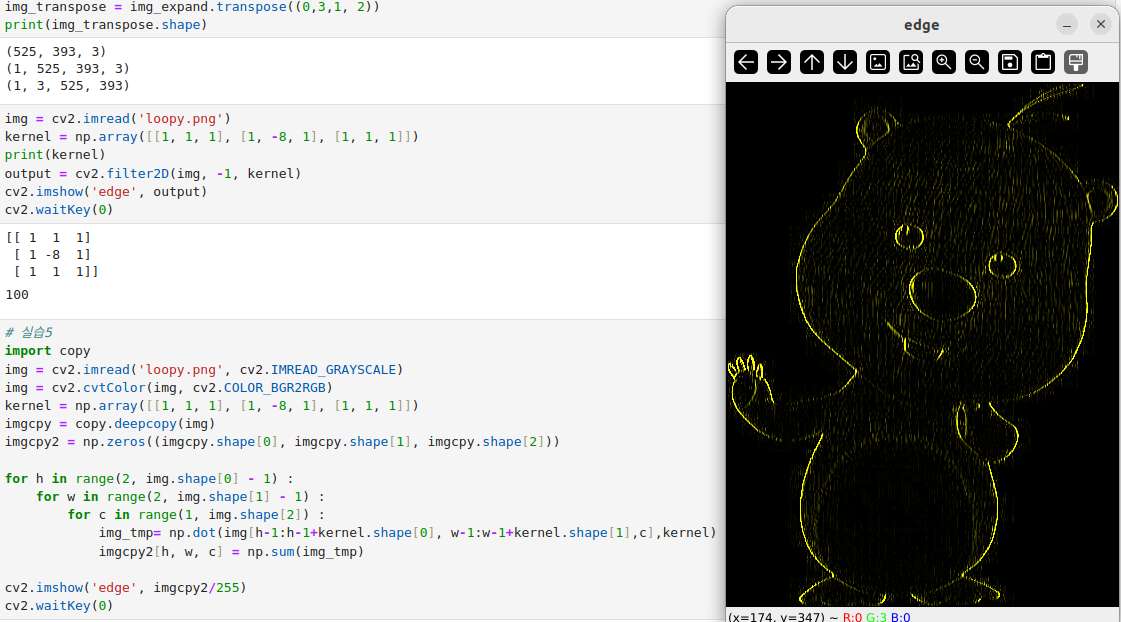 img_transpose = img_expand.transpose((0,3,1, 2))
print(img_transpose.shape)
(525, 393, 3)
(1, 525, 393, 3)
(1, 3, 525, 393)
img = cv2.imread('loopy.png')
kernel = np.array([[1, 1, 1], [1, -8, 1], [1, 1, 1]])
print(kernel)
output = cv2.filter2D(img, -1, kernel)
cv2.imshow('edge', output)
cv2.waitKey(0)
[[ 1  1  1]
 [ 1 -8  1]
 [ 1  1  1]]
100
# 실습5
import copy
img = cv2.imread('loopy.png', cv2.IMREAD_GRAYSCALE)
img = cv2.cvtColor(img, cv2.COLOR_BGR2RGB)
kernel = np.array([[1, 1, 1], [1, -8, 1], [1, 1, 1]])
imgcpy = copy.deepcopy(img)
imgcpy2 = np.zeros((imgcpy.shape[0], imgcpy.shape[1], imgcpy.shape[2]))
for h in range(2, img.shape[0] - 1) :
    for w in range(2, img.shape[1] - 1) :
        for c in range(1, img.shape[2]) :
            img_tmp= np.dot(img[h-1:h-1+kernel.shape[0], w-1:w-1+kernel.shape[1],c],kernel)
            imgcpy2[h, w, c] = np.sum(img_tmp)
cv2.imshow('edge', imgcpy2/255)
cv2.waitKey(0)
edge
(x=174, y=347) ~ R:0 G:3 B:0